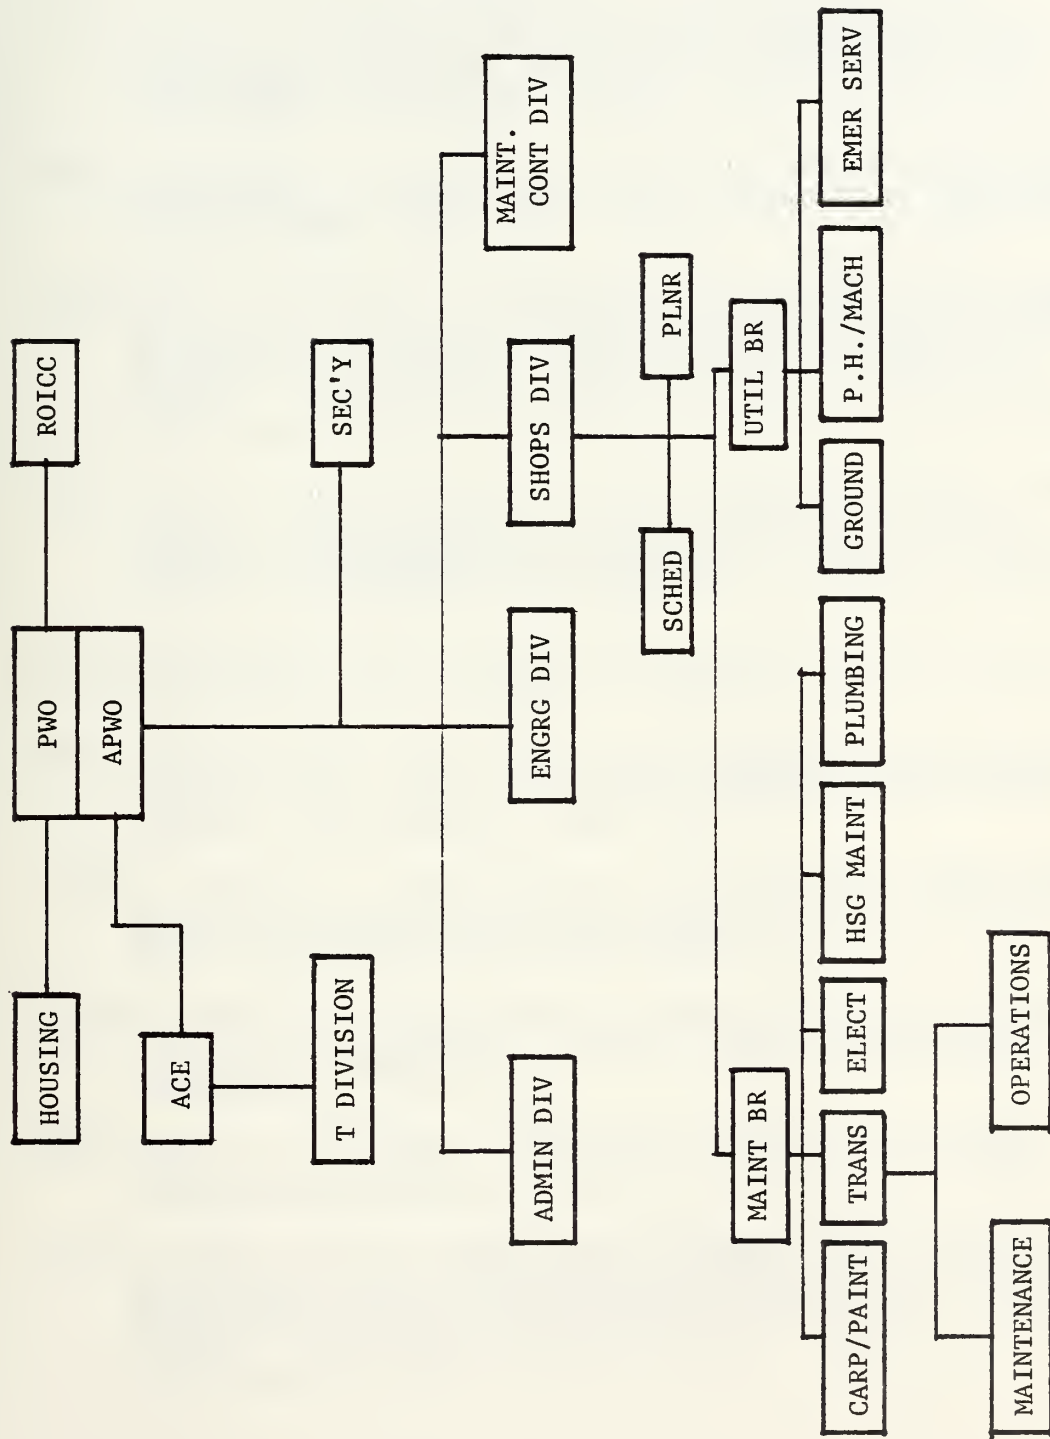 HOUSING
PWO
ROICC
APWO
ACE
T DIVISION
SEC'Y
ADMIN DIV
ENGRG DIV
SHOPS DIV
MAINT.
CONT DIV
SCHED
PLNR
MAINT BR
UTIL BR
CARP/PAINT
TRANS
ELECT
HSG MAINT
PLUMBING
GROUND
P.H./MACH
EMER SERV
MAINTENANCE
OPERATIONS